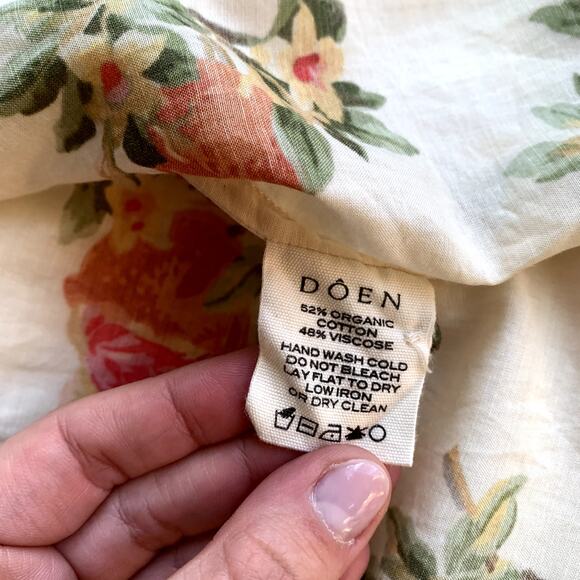 DÔEN
52% ORGANIC
COTTON
48% VISCOSE
HAND WASH COLD
DO NOT BLEACH
LAY FLAT TO DRY
LOW IRON
OR DRY CLEAN